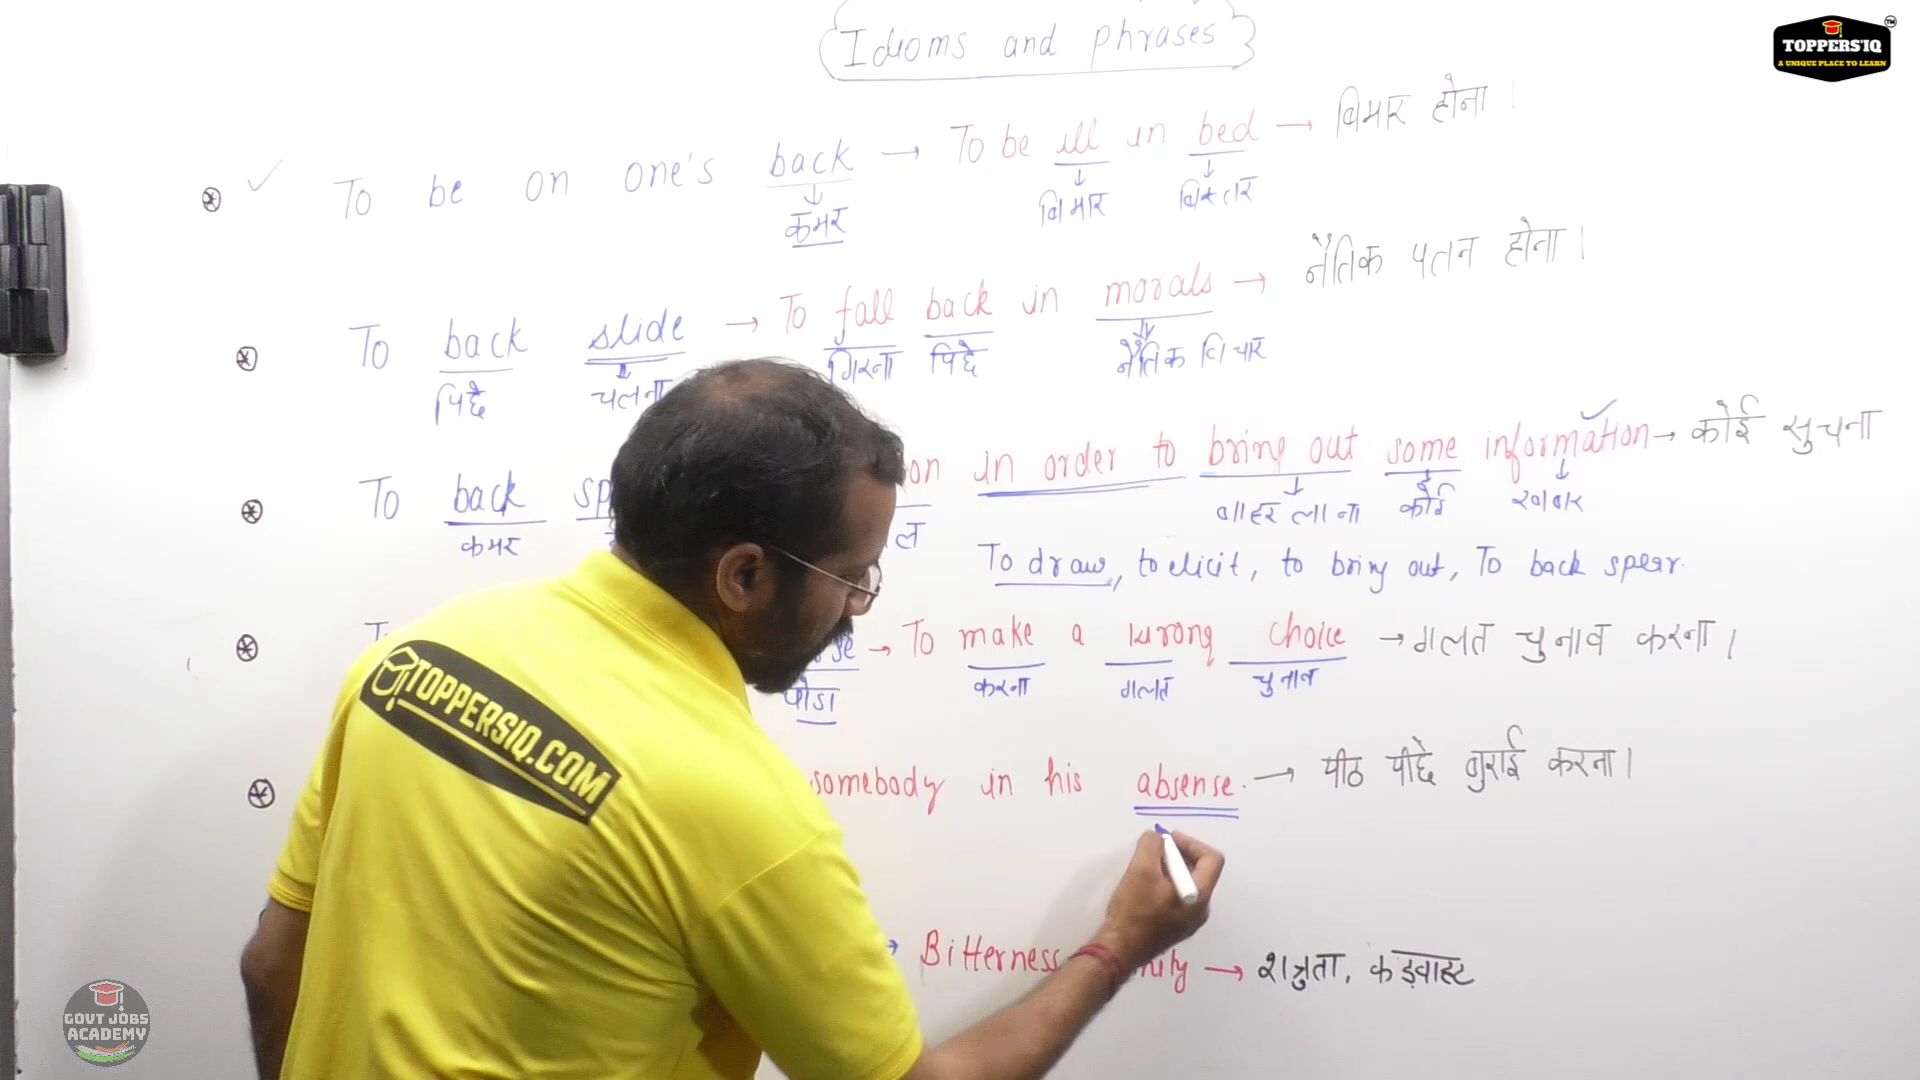 Idioms and phrases
TOPPERS'IQ
A UNIQUE PLACE TO LEARN
TM
To be on one's back → To be ill in bed → बिमार होना।
कमर बिमार बिस्तर
To back slide → To fall back in morals → नैतिक पतन होना।
पिछे चलना गिरना पिछे नैतिक विचार
To back in order to bring out some information → कोई सुचना
कमर बाहर लाना कोई खबर
To draw, to elicit, to bring out, To back spear.
→ To make a wrong choice → गलत चुनाव करना।
घोडा करना गलत चुनाव
somebody in his absense. → पीठ पीछे बुराई करना।
Bitterness → शत्रुता, कड़वाहट
TOPPERSIQ.COM
GOVT JOBS
ACADEMY